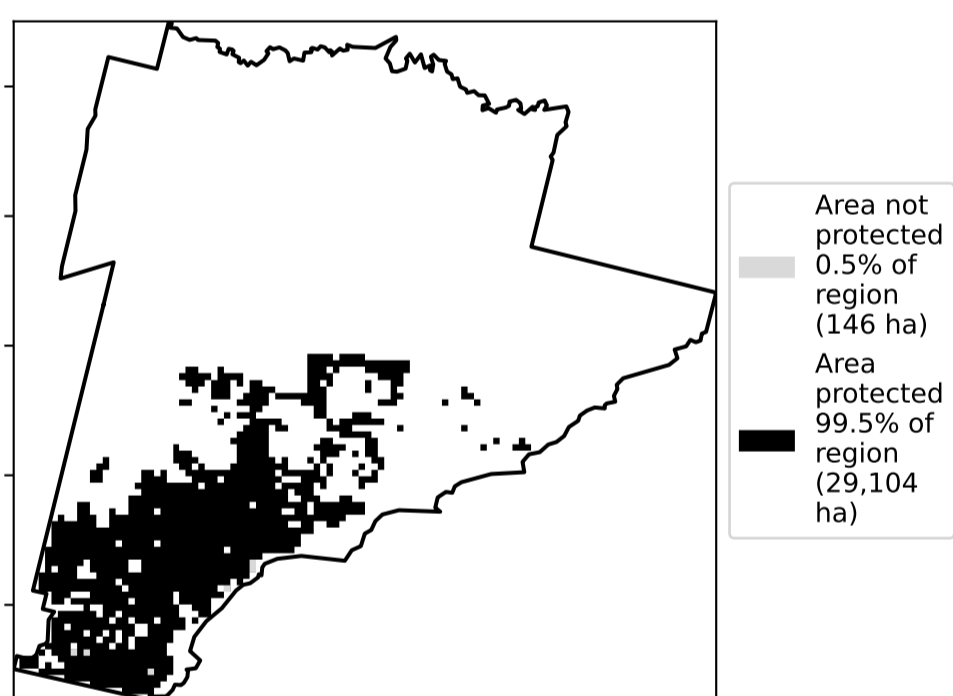 Area not
protected
0.5% of
region
(146 ha)
Area
protected
99.5% of
region
(29,104
ha)